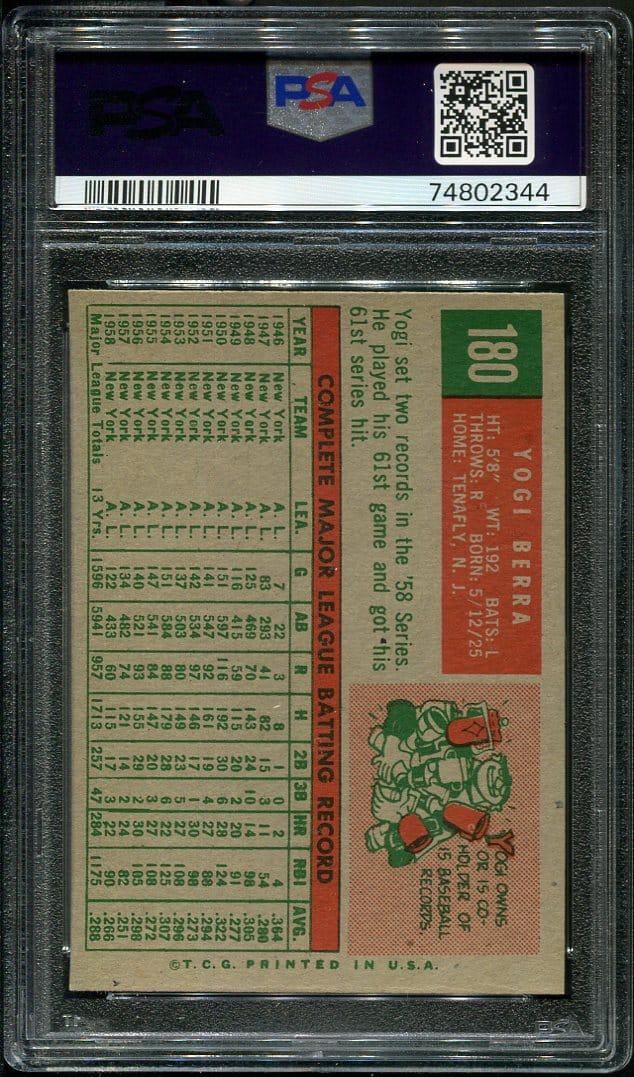 PSA
PSA
74802344
180
YOGI BERRA
HT: 5'8" WT: 192 BATS: L
THROWS: R BORN: 5/12/25
HOME: TENAFLY, N. J.
Yogi set two records in the '58 Series.
He played his 61st game and got his
61st series hit.
YOGI OWNS
OR IS CO-
HOLDER OF
15 BASEBALL
RECORDS.
COMPLETE MAJOR LEAGUE BATTING RECORD
YEAR TEAM LEA. G AB R H 2B 3B HR RBI AVG.
1946 New York A. L. 7 22 3 8 1 0 2 4 .364
1947 New York A. L. 83 293 41 82 15 3 11 54 .280
1948 New York A. L. 125 469 70 143 24 10 14 98 .305
1949 New York A. L. 116 415 59 115 20 2 20 91 .277
1950 New York A. L. 151 597 116 192 30 6 28 124 .322
1951 New York A. L. 141 547 92 161 19 4 27 88 .294
1952 New York A. L. 142 534 97 146 17 1 30 98 .273
1953 New York A. L. 137 503 80 149 23 5 27 108 .296
1954 New York A. L. 151 584 88 179 28 6 22 125 .307
1955 New York A. L. 147 541 84 147 20 3 27 108 .272
1956 New York A. L. 140 521 93 155 29 2 30 105 .298
1957 New York A. L. 134 482 74 121 14 2 24 82 .251
1958 New York A. L. 122 433 60 115 17 3 22 90 .266
Major League Totals 13 Yrs. 1596 5941 957 1713 257 47 284 1175 .288
©T.C.G. PRINTED IN U.S.A.
PSA